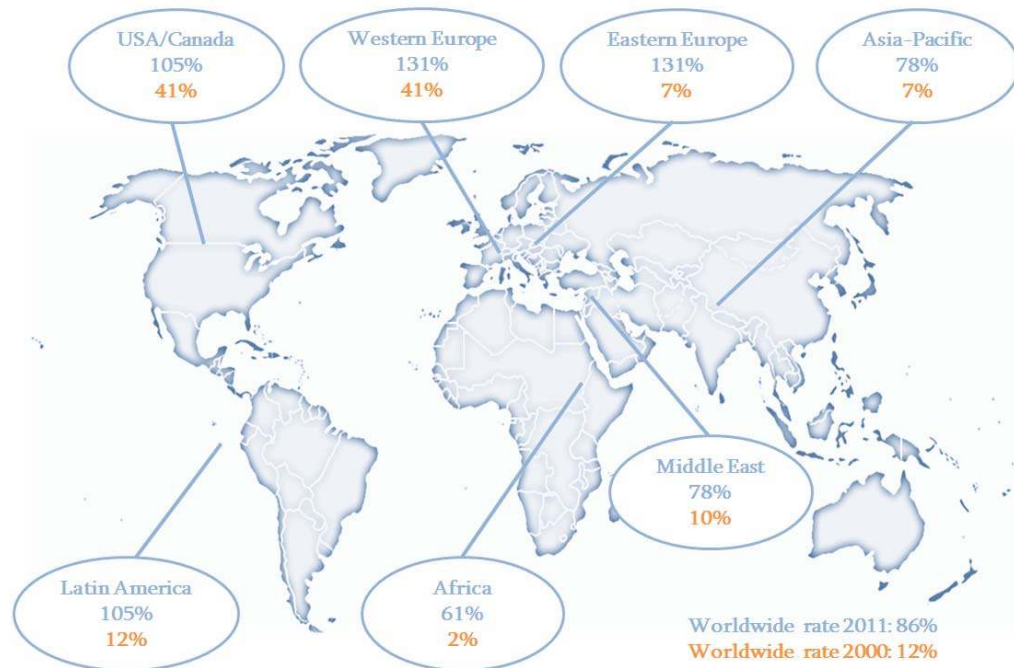 USA/Canada
105%
41%
Western Europe
131%
41%
Eastern Europe
131%
7%
Asia-Pacific
78%
7%
Middle East
78%
10%
Latin America
105%
12%
Africa
61%
2%
Worldwide rate 2011: 86%
Worldwide rate 2000: 12%